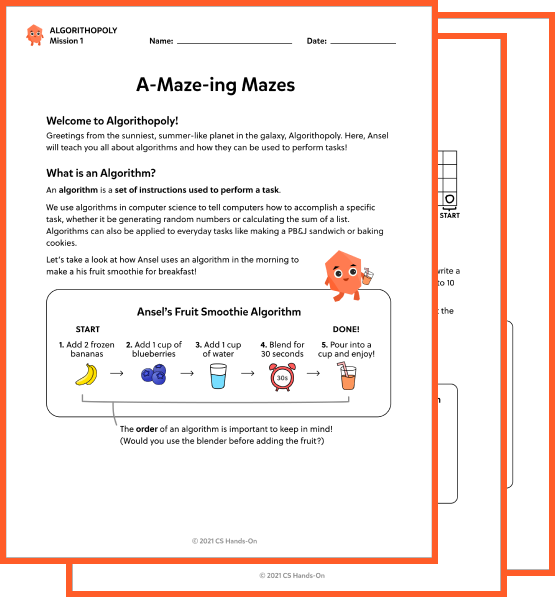 ALGORITHOPOLY
Mission 1
Name:
Date:
A-Maze-ing Mazes
Welcome to Algorithopoly!
Greetings from the sunniest, summer-like planet in the galaxy, Algorithopoly. Here, Ansel
will teach you all about algorithms and how they can be used to perform tasks!
What is an Algorithm?
An algorithm is a set of instructions used to perform a task.
We use algorithms in computer science to tell computers how to accomplish a specific
task, whether it be generating random numbers or calculating the sum of a list.
Algorithms can also be applied to everyday tasks like making a PB&J sandwich or baking
cookies.
Let's take a look at how Ansel uses an algorithm in the morning to
make a his fruit smoothie for breakfast!
Ansel's Fruit Smoothie Algorithm
START
1. Add 2 frozen
bananas
2. Add 1 cup of
blueberries
3. Add 1 cup
of water
4. Blend for
30 seconds
30s
DONE!
5. Pour into a
cup and enjoy!
The order of an algorithm is important to keep in mind!
(Would you use the blender before adding the fruit?)
© 2021 CS Hands-On
START
write a
to 10
t the
n
© 2021 CS Hands-On